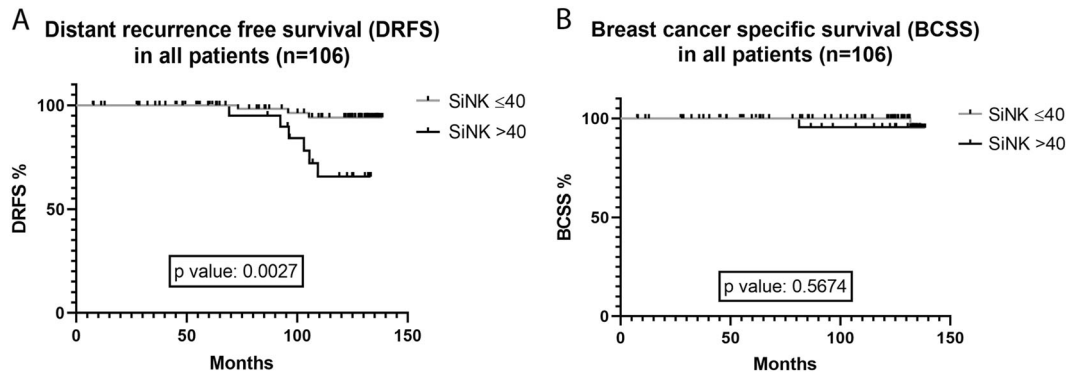 A
Distant recurrence free survival (DRFS)
in all patients (n=106)
SiNK ≤40
SiNK >40
100
50
0
DRFS %
p value: 0.0027
0 50 100 150
Months
B
Breast cancer specific survival (BCSS)
in all patients (n=106)
SiNK ≤40
SiNK >40
100
50
0
BCSS %
p value: 0.5674
0 50 100 150
Months